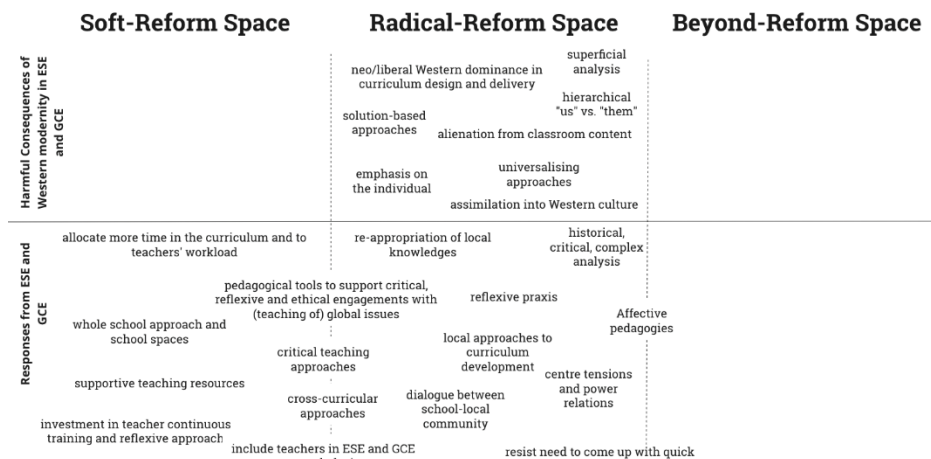 Soft-Reform Space
Radical-Reform Space
Beyond-Reform Space
Harmful Consequences of
Western modernity in ESE
and GCE
neo/liberal Western dominance in
curriculum design and delivery
superficial
analysis
hierarchical
"us" vs. "them"
solution-based
approaches
alienation from classroom content
emphasis on
the individual
universalising
approaches
assimilation into Western culture
Responses from ESE and
GCE
allocate more time in the curriculum and to
teachers' workload
re-appropriation of local
knowledges
historical,
critical, complex
analysis
pedagogical tools to support critical,
reflexive and ethical engagements with
(teaching of) global issues
reflexive praxis
Affective
pedagogies
whole school approach and
school spaces
critical teaching
approaches
local approaches to
curriculum
development
supportive teaching resources
centre tensions
and power
relations
cross-curricular
approaches
dialogue between
school-local
community
investment in teacher continuous
training and reflexive approach
include teachers in ESE and GCE
resist need to come up with quick